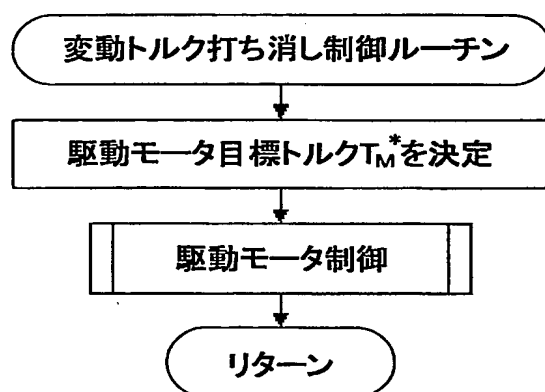 変動トルク打ち消し制御ルーチン
駆動モータ目標トルクTM*を決定
駆動モータ制御
リターン